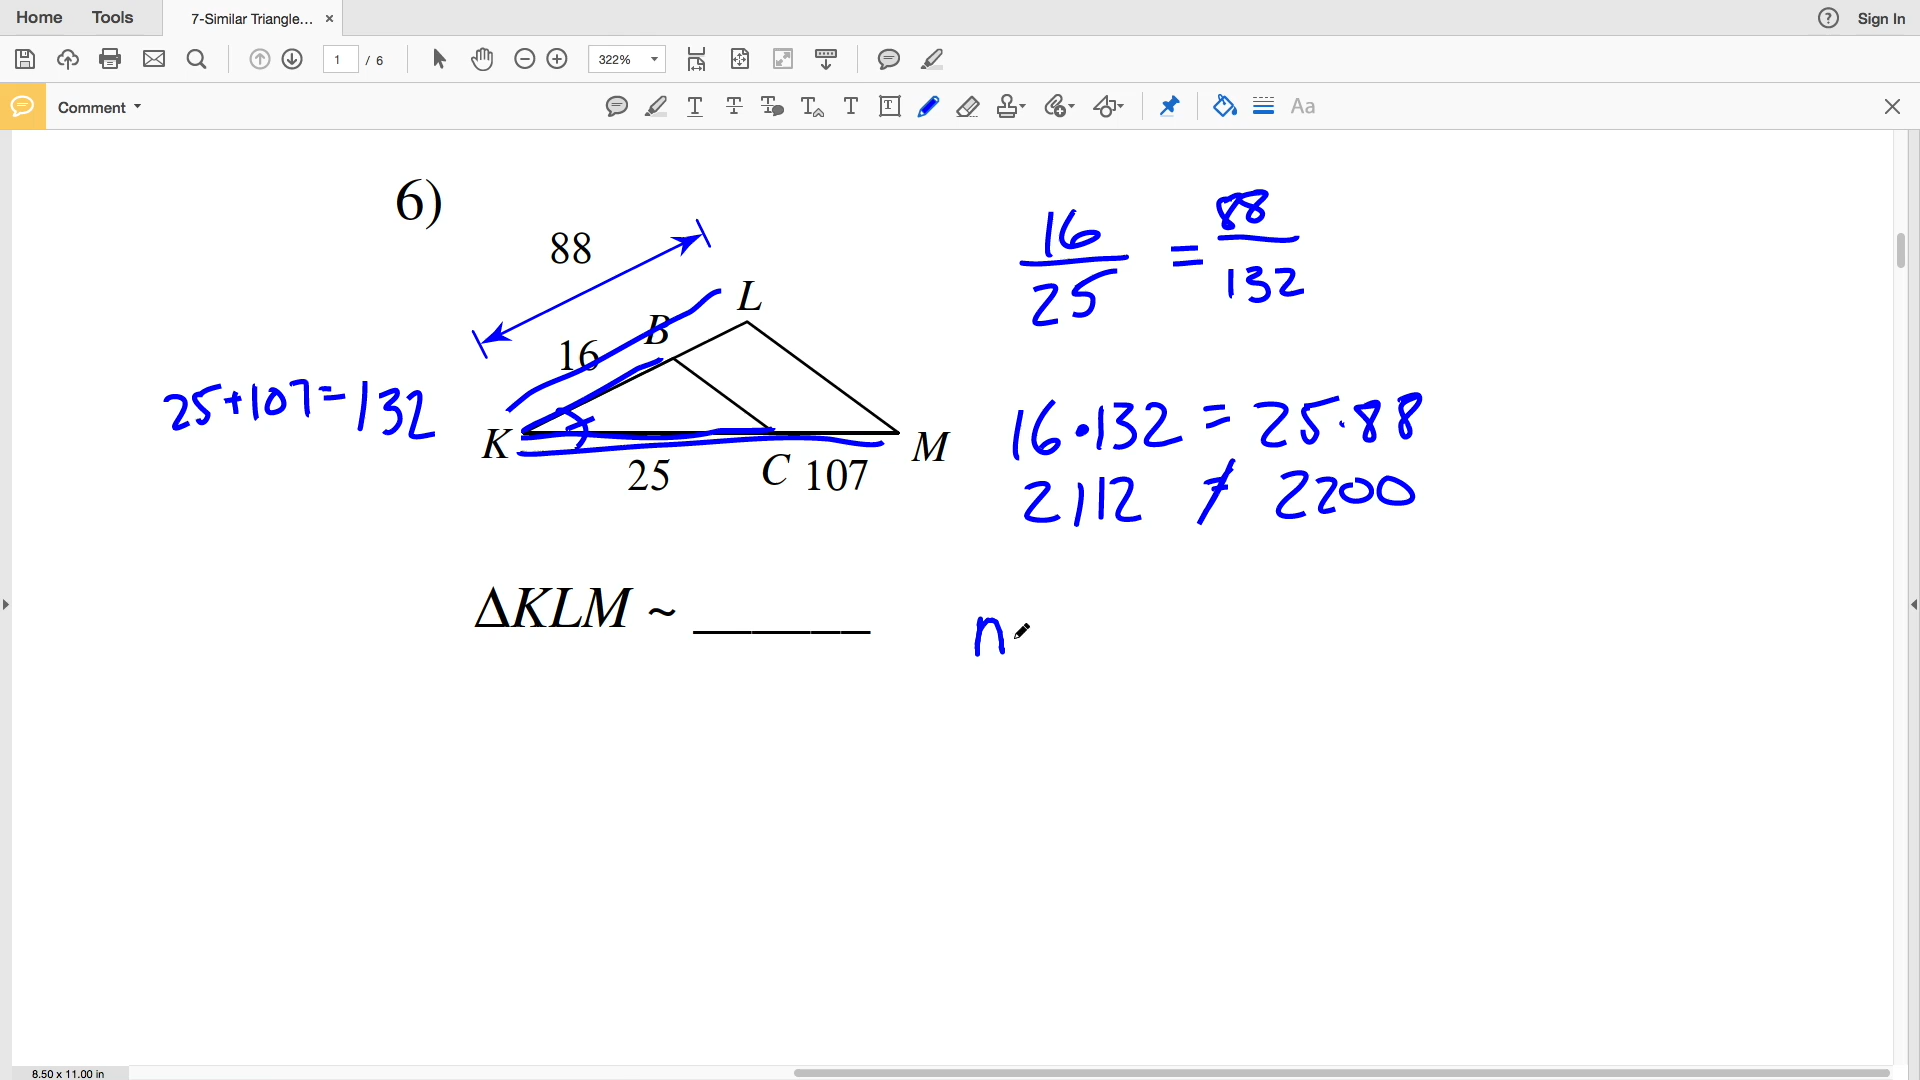 Home Tools 7-Similar Triangle... × ? Sign In
1 / 6 322%
Comment Aa
6)
88
L
B
16
25+107=132
K
M
25
C 107
ΔKLM ~ ______
16/25 = 88/132
16·132 = 25·88
2112 ≠ 2200
n
8.50 x 11.00 in